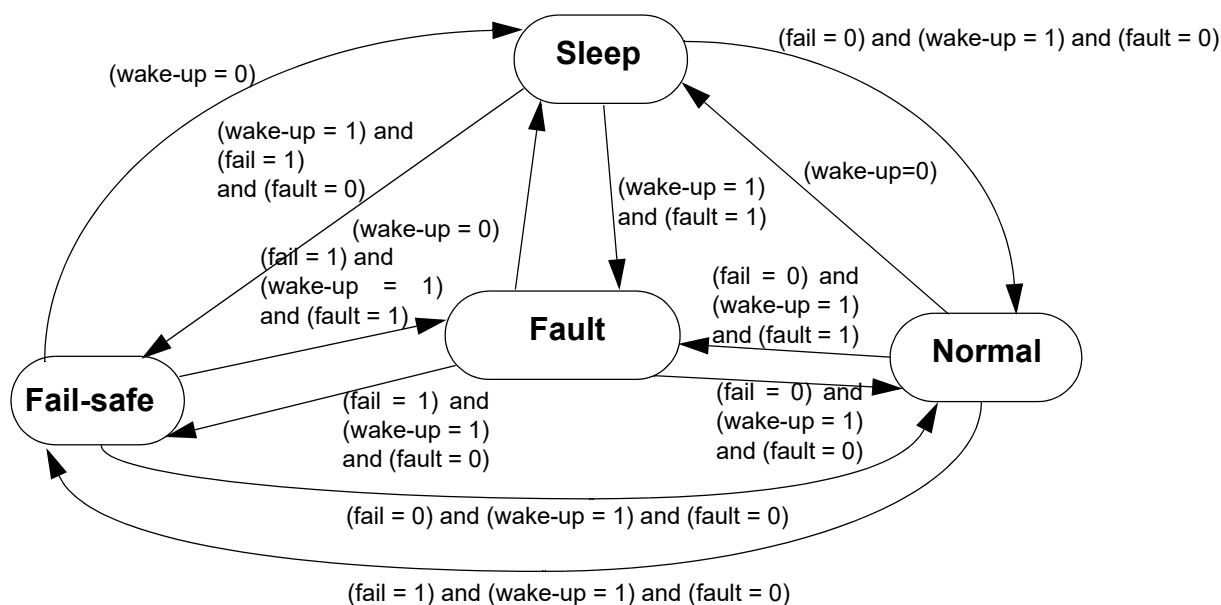 Sleep
(fail = 0) and (wake-up = 1) and (fault = 0)
(wake-up = 0)
(wake-up = 1) and
(fail = 1)
and (fault = 0)
(wake-up = 1)
and (fault = 1)
(wake-up=0)
(wake-up = 0)
(fail = 1) and
(wake-up = 1)
and (fault = 1)
(fail = 0) and
(wake-up = 1)
and (fault = 1)
Fault
Normal
Fail-safe
(fail = 1) and
(wake-up = 1)
and (fault = 0)
(fail = 0) and
(wake-up = 1)
and (fault = 0)
(fail = 0) and (wake-up = 1) and (fault = 0)
(fail = 1) and (wake-up = 1) and (fault = 0)